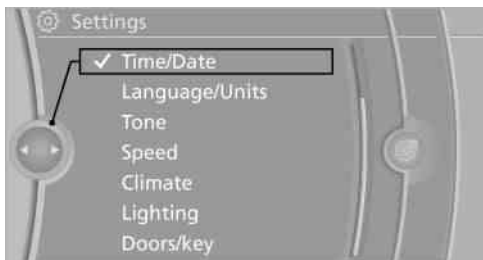 Settings
Time/Date
Language/Units
Tone
Speed
Climate
Lighting
Doors/key